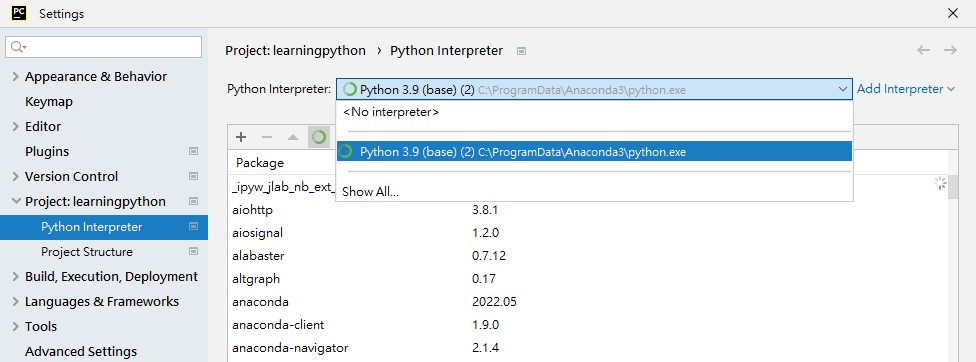 PC Settings
Project: learningpython › Python Interpreter
Appearance & Behavior
Keymap
Editor
Plugins
Version Control
Project: learningpython
Python Interpreter
Project Structure
Build, Execution, Deployment
Languages & Frameworks
Tools
Advanced Settings
Python Interpreter: Python 3.9 (base) (2) C:\ProgramData\Anaconda3\python.exe Add Interpreter
<No interpreter>
Python 3.9 (base) (2) C:\ProgramData\Anaconda3\python.exe
Show All...
Package
_ipyw_jlab_nb_ext_
aiohttp 3.8.1
aiosignal 1.2.0
alabaster 0.7.12
altgraph 0.17
anaconda 2022.05
anaconda-client 1.9.0
anaconda-navigator 2.1.4